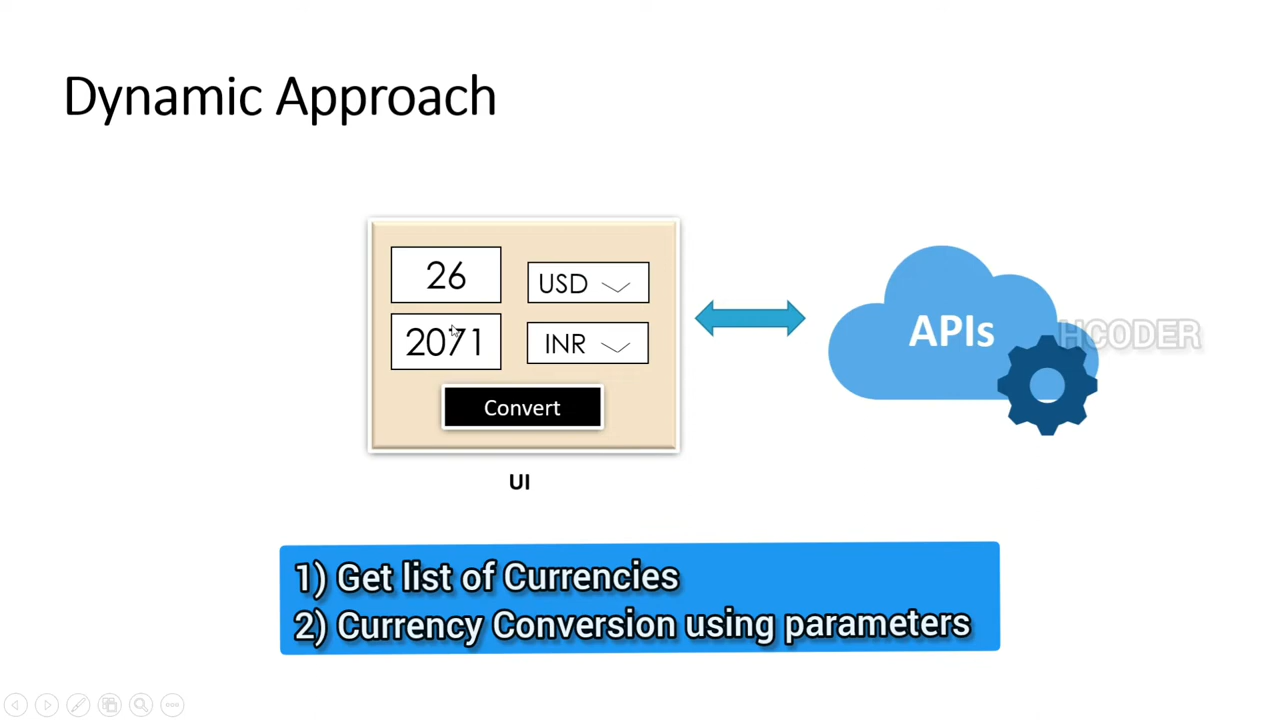 Dynamic Approach
26
USD
2071
INR
Convert
UI
APIs
HCODER
1) Get list of Currencies
2) Currency Conversion using parameters